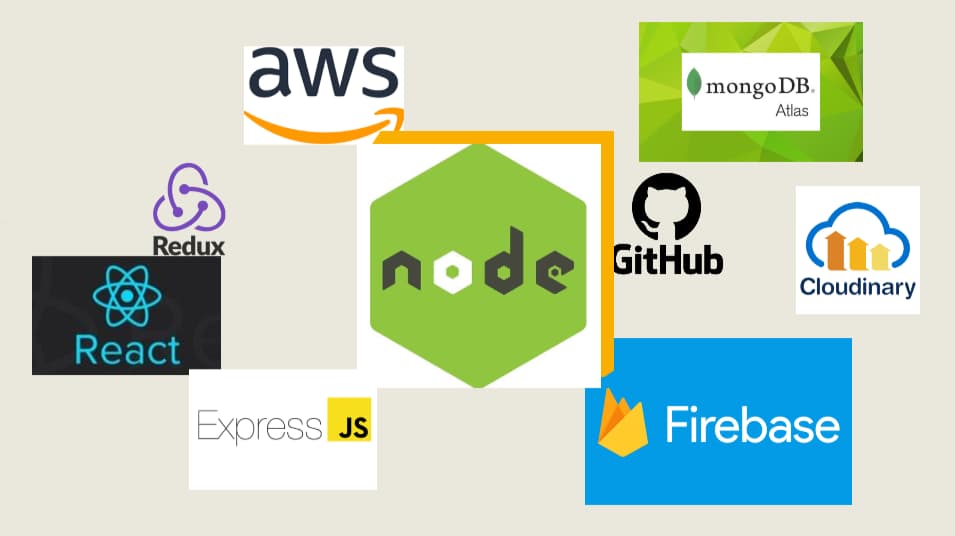 aws
mongoDB®
Atlas
Redux
GitHub
node
Cloudinary
React
Express JS
Firebase